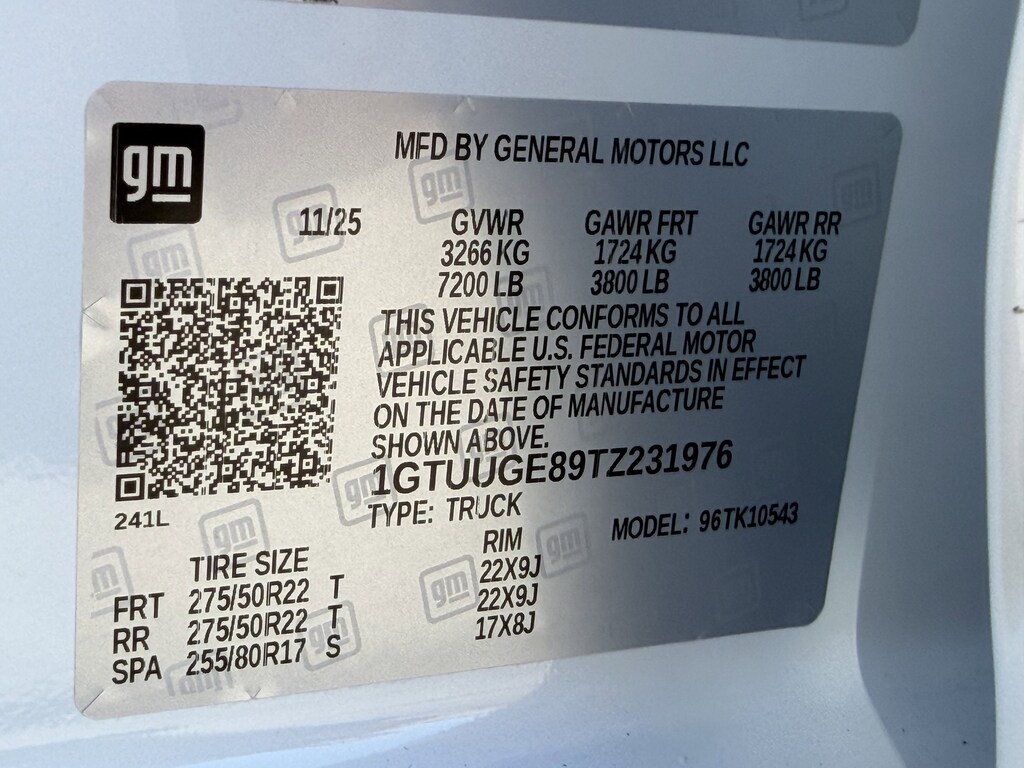 gm
MFD BY GENERAL MOTORS LLC
11/25 GVWR GAWR FRT GAWR RR
3266 KG 1724 KG 1724 KG
7200 LB 3800 LB 3800 LB
THIS VEHICLE CONFORMS TO ALL
APPLICABLE U.S. FEDERAL MOTOR
VEHICLE SAFETY STANDARDS IN EFFECT
ON THE DATE OF MANUFACTURE
SHOWN ABOVE.
1GTUUGE89TZ231976
TYPE: TRUCK MODEL: 96TK10543
241L
TIRE SIZE RIM
FRT 275/50R22 T 22X9J
RR 275/50R22 T 22X9J
SPA 255/80R17 S 17X8J